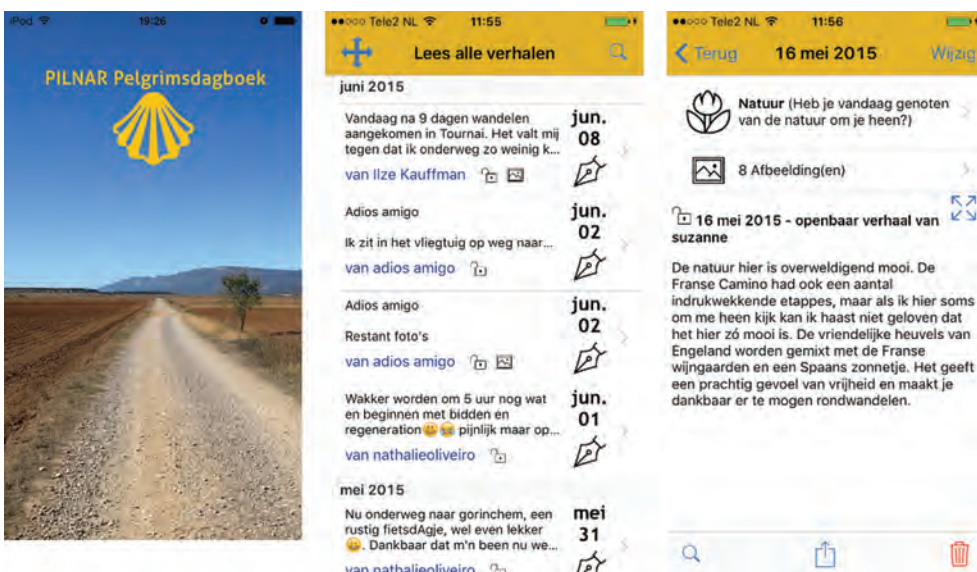 iPod
19:26
PILNAR Pelgrimsdagboek
Tele2 NL
11:55
Lees alle verhalen
juni 2015
Vandaag na 9 dagen wandelen
aangekomen in Tournai. Het valt mij
tegen dat ik onderweg zo weinig k...
van Ilze Kauffman
jun.
08
Adios amigo
Ik zit in het vliegtuig op weg naar...
van adios amigo
jun.
02
Adios amigo
Restant foto's
van adios amigo
jun.
02
Wakker worden om 5 uur nog wat
en beginnen met bidden en
regeneration😀😂 pijnlijk maar op...
van nathalieoliveiro
jun.
01
mei 2015
Nu onderweg naar gorinchem, een
rustig fietsdAgje, wel even lekker
😀. Dankbaar dat m'n been nu we...
van nathalieoliveiro
mei
31
Tele2 NL
11:56
Terug
16 mei 2015
Wijzig
Natuur (Heb je vandaag genoten
van de natuur om je heen?)
8 Afbeelding(en)
16 mei 2015 - openbaar verhaal van
suzanne
De natuur hier is overweldigend mooi. De
Franse Camino had ook een aantal
indrukwekkende etappes, maar als ik hier soms
om me heen kijk kan ik haast niet geloven dat
het hier zó mooi is. De vriendelijke heuvels van
Engeland worden gemixt met de Franse
wijngaarden en een Spaans zonnetje. Het geeft
een prachtig gevoel van vrijheid en maakt je
dankbaar er te mogen rondwandelen.